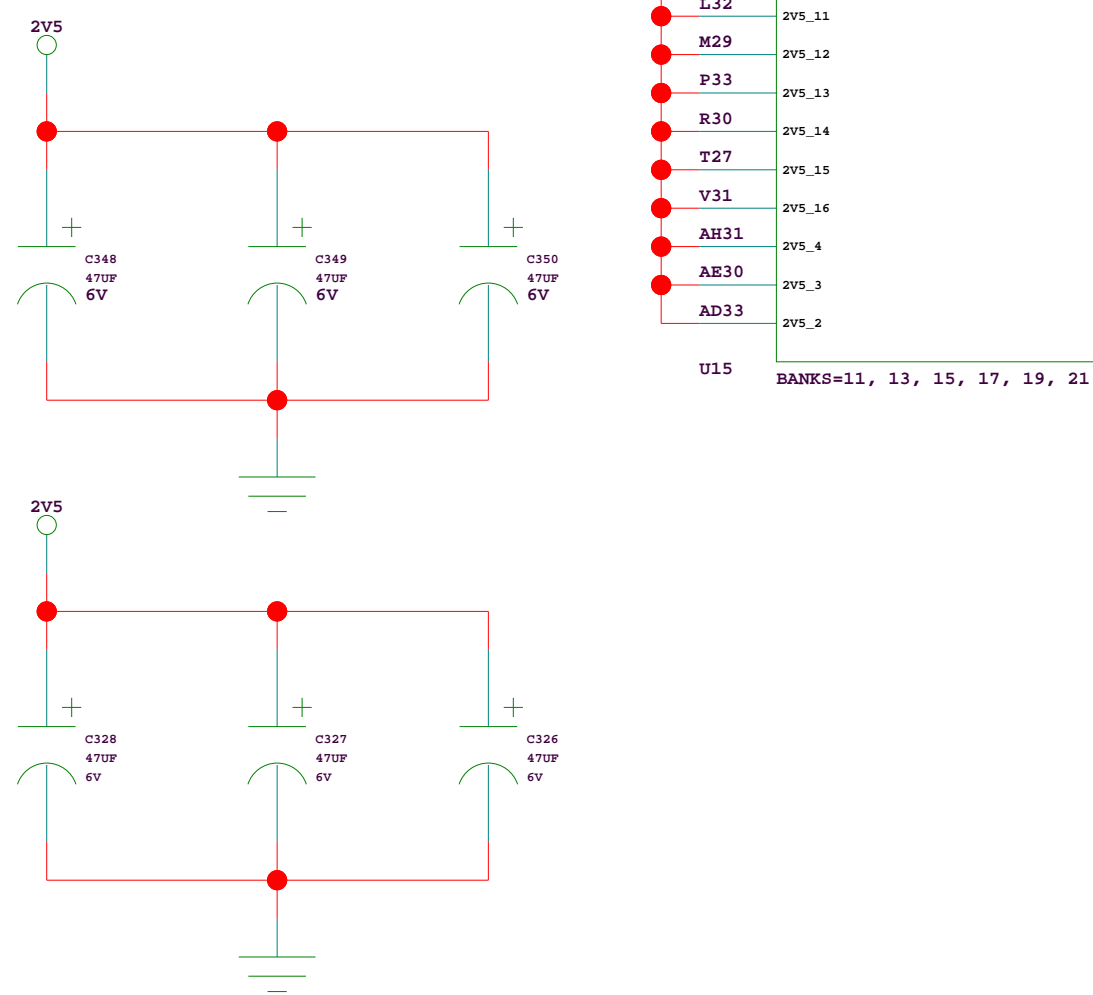 2V5
+
C348
47UF
6V
+
C349
47UF
6V
+
C350
47UF
6V
2V5
+
C328
47UF
6V
+
C327
47UF
6V
+
C326
47UF
6V
L32 2V5_11
M29 2V5_12
P33 2V5_13
R30 2V5_14
T27 2V5_15
V31 2V5_16
AH31 2V5_4
AE30 2V5_3
AD33 2V5_2
U15
BANKS=11, 13, 15, 17, 19, 21